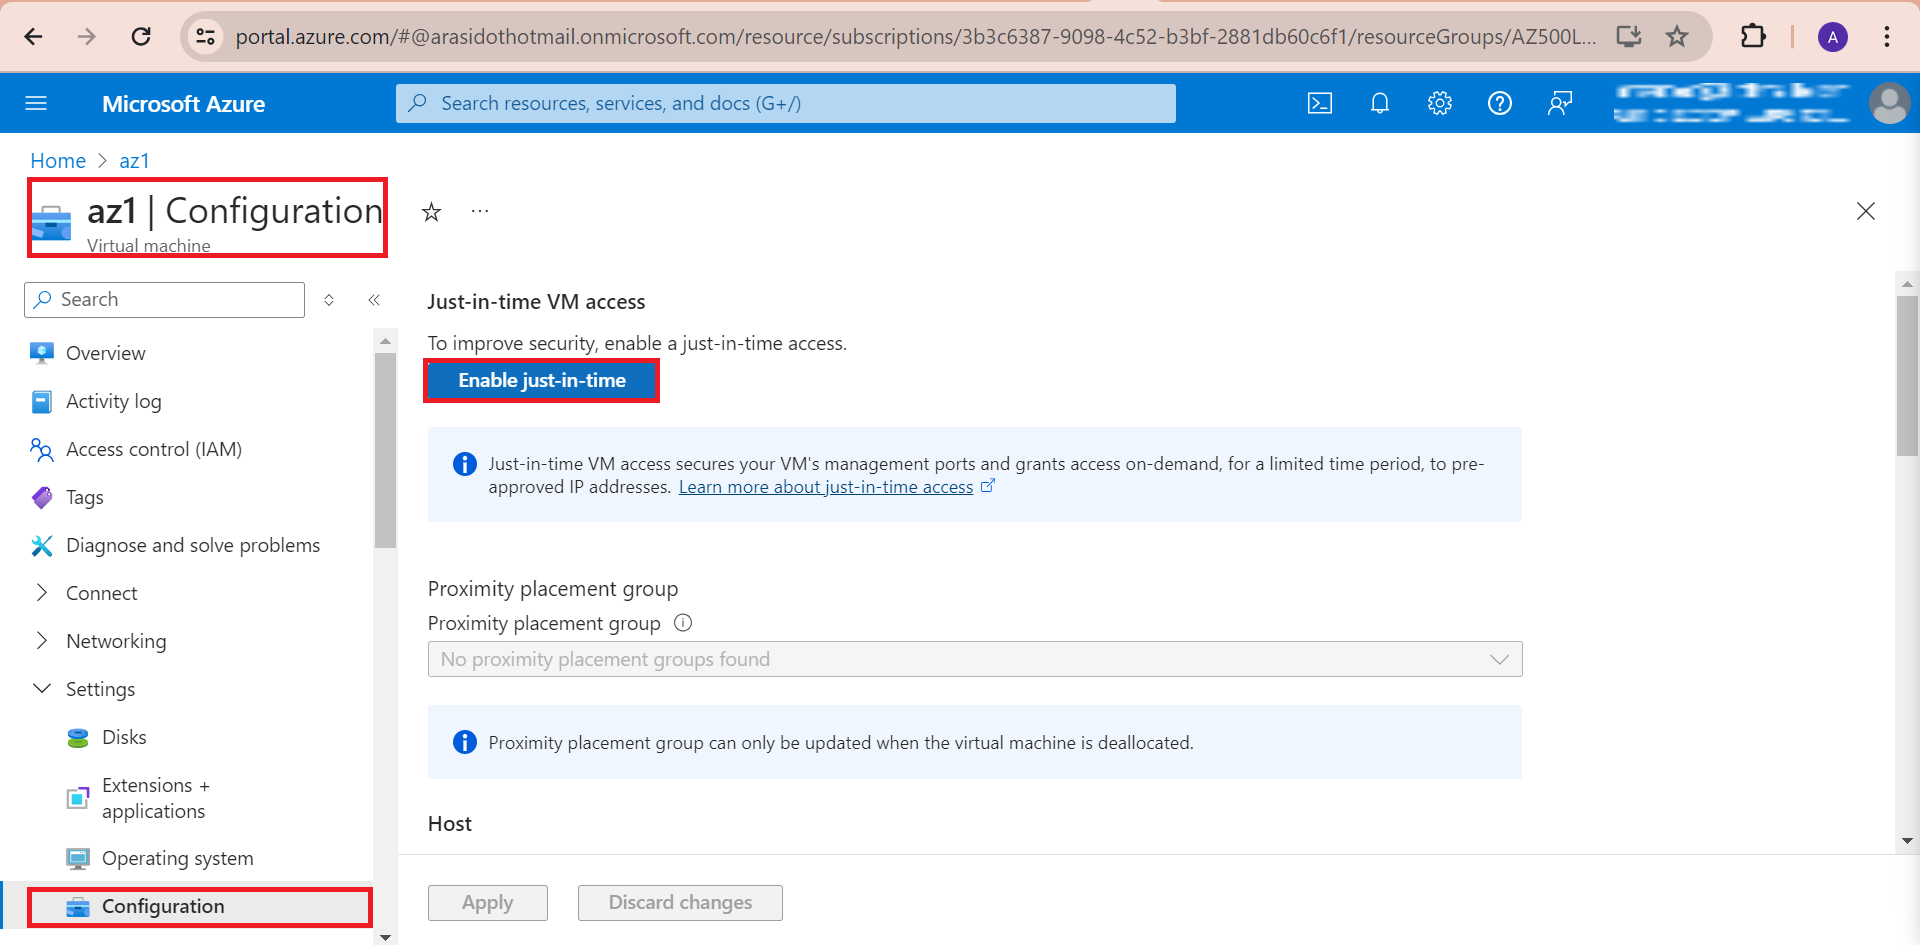 portal.azure.com/#@arasidothotmail.onmicrosoft.com/resource/subscriptions/3b3c6387-9098-4c52-b3bf-2881db60c6f1/resourceGroups/AZ500L...
A
Microsoft Azure
Search resources, services, and docs (G+/)
Home > az1
az1 | Configuration
Virtual machine
Search
Overview
Activity log
Access control (IAM)
Tags
Diagnose and solve problems
Connect
Networking
Settings
Disks
Extensions +
applications
Operating system
Configuration
Just-in-time VM access
To improve security, enable a just-in-time access.
Enable just-in-time
Just-in-time VM access secures your VM's management ports and grants access on-demand, for a limited time period, to pre-
approved IP addresses. Learn more about just-in-time access
Proximity placement group
Proximity placement group
No proximity placement groups found
Proximity placement group can only be updated when the virtual machine is deallocated.
Host
Apply
Discard changes